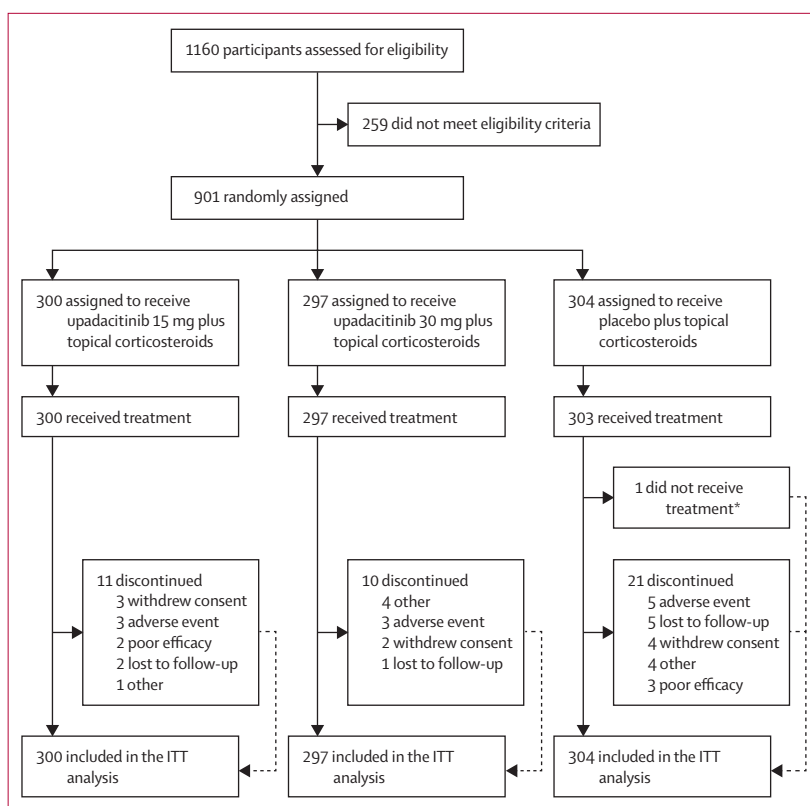 1160 participants assessed for eligibility
259 did not meet eligibility criteria
901 randomly assigned
300 assigned to receive
upadacitinib 15 mg plus
topical corticosteroids
297 assigned to receive
upadacitinib 30 mg plus
topical corticosteroids
304 assigned to receive
placebo plus topical
corticosteroids
300 received treatment
297 received treatment
303 received treatment
1 did not receive
treatment*
11 discontinued
3 withdrew consent
3 adverse event
2 poor efficacy
2 lost to follow-up
1 other
10 discontinued
4 other
3 adverse event
2 withdrew consent
1 lost to follow-up
21 discontinued
5 adverse event
5 lost to follow-up
4 withdrew consent
4 other
3 poor efficacy
300 included in the ITT
analysis
297 included in the ITT
analysis
304 included in the ITT
analysis